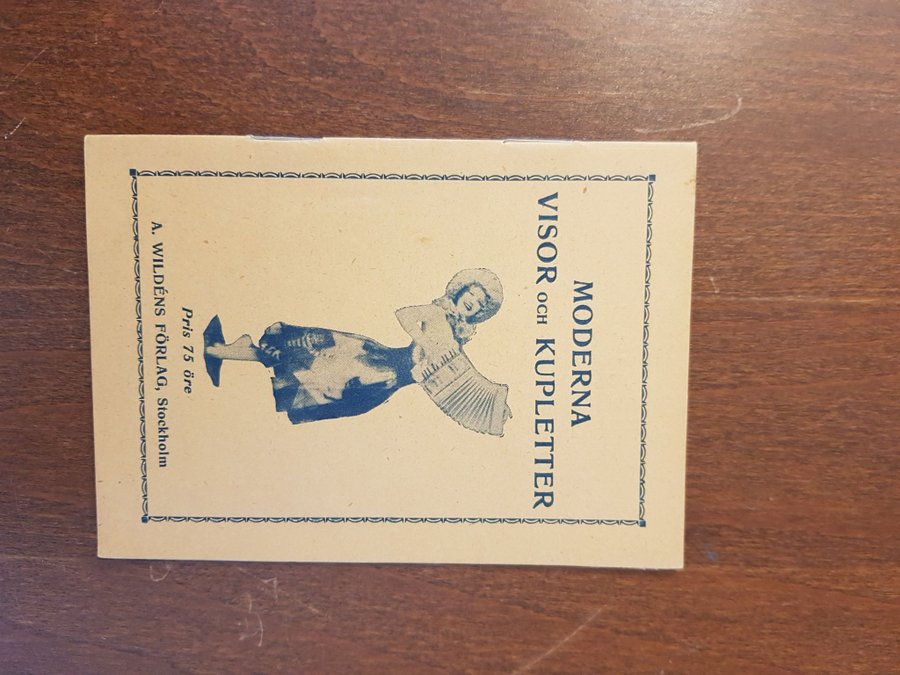 MODERNA
VISOR OCH KUPLETTER
Pris 75 öre
A. WILDÉNS FÖRLAG, Stockholm